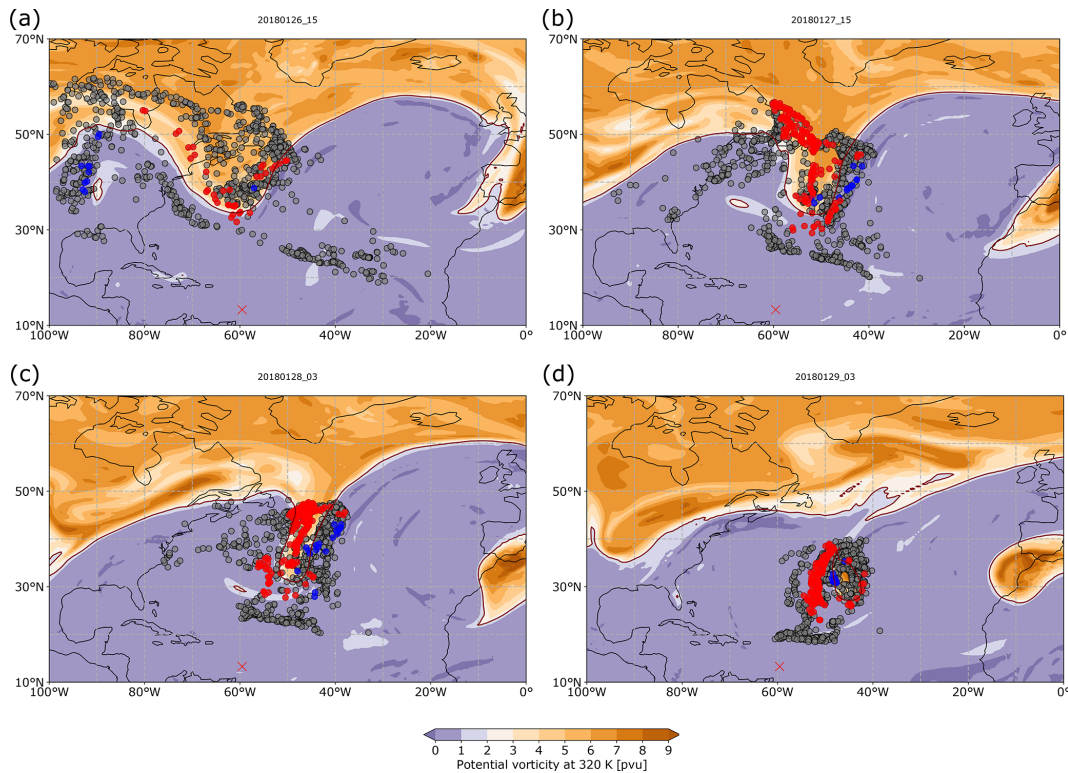 (a)
20180126_15
70°N
50°N
30°N
10°N
100°W 80°W 60°W 40°W 20°W 0°
(b)
20180127_15
70°N
50°N
30°N
10°N
100°W 80°W 60°W 40°W 20°W 0°
(c)
20180128_03
70°N
50°N
30°N
10°N
100°W 80°W 60°W 40°W 20°W 0°
(d)
20180129_03
70°N
50°N
30°N
10°N
100°W 80°W 60°W 40°W 20°W 0°
0 1 2 3 4 5 6 7 8 9
Potential vorticity at 320 K [pvu]